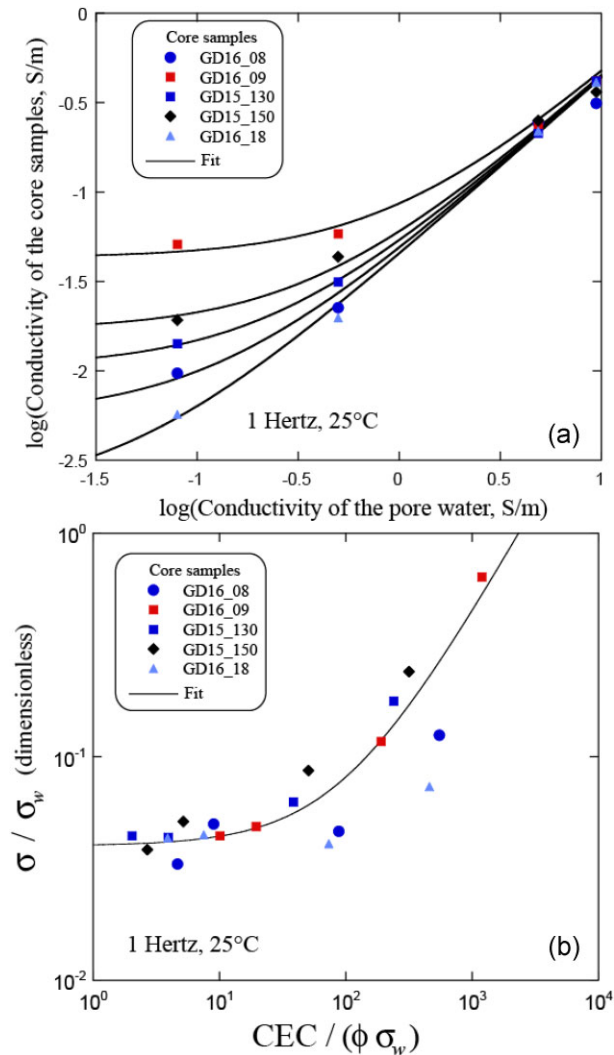 Core samples
GD16_08
GD16_09
GD15_130
GD15_150
GD16_18
Fit
log(Conductivity of the core samples, S/m)
0
-0.5
-1
-1.5
-2
-2.5
1 Hertz, 25°C
(a)
-1.5 -1 -0.5 0 0.5 1
log(Conductivity of the pore water, S/m)
10⁰
Core samples
GD16_08
GD16_09
GD15_130
GD15_150
GD16_18
Fit
σ / σw (dimensionless)
10⁻¹
10⁻²
1 Hertz, 25°C
(b)
10⁰ 10¹ 10² 10³ 10⁴
CEC / (ϕ σw)